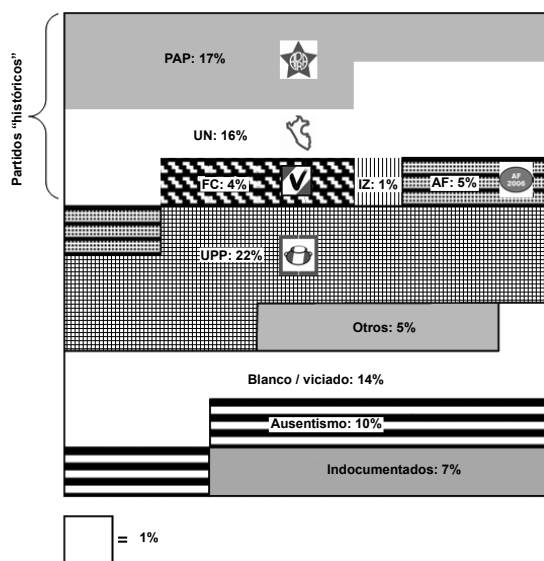 Partidos “históricos”
PAP: 17%
APRA
UN: 16%
FC: 4%
IZ: 1%
AF: 5%
AF
2006
UPP: 22%
Otros: 5%
Blanco / viciado: 14%
Ausentismo: 10%
Indocumentados: 7%
= 1%